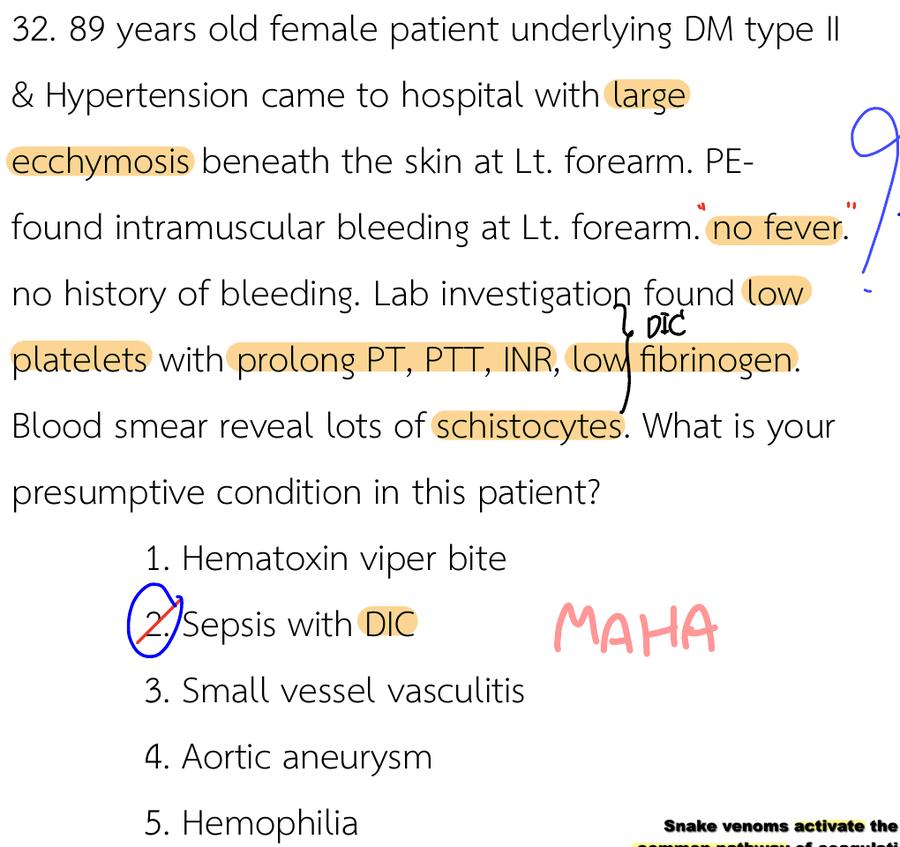 32. 89 years old female patient underlying DM type II
& Hypertension came to hospital with large
ecchymosis beneath the skin at Lt. forearm. PE-
found intramuscular bleeding at Lt. forearm. "no fever."
no history of bleeding. Lab investigation found low
DIC
platelets with prolong PT, PTT, INR, low fibrinogen.
Blood smear reveal lots of schistocytes. What is your
presumptive condition in this patient?
1. Hematoxin viper bite
2. Sepsis with DIC
MAHA
3. Small vessel vasculitis
4. Aortic aneurysm
5. Hemophilia
Snake venoms activate the
common pathway of coagulati